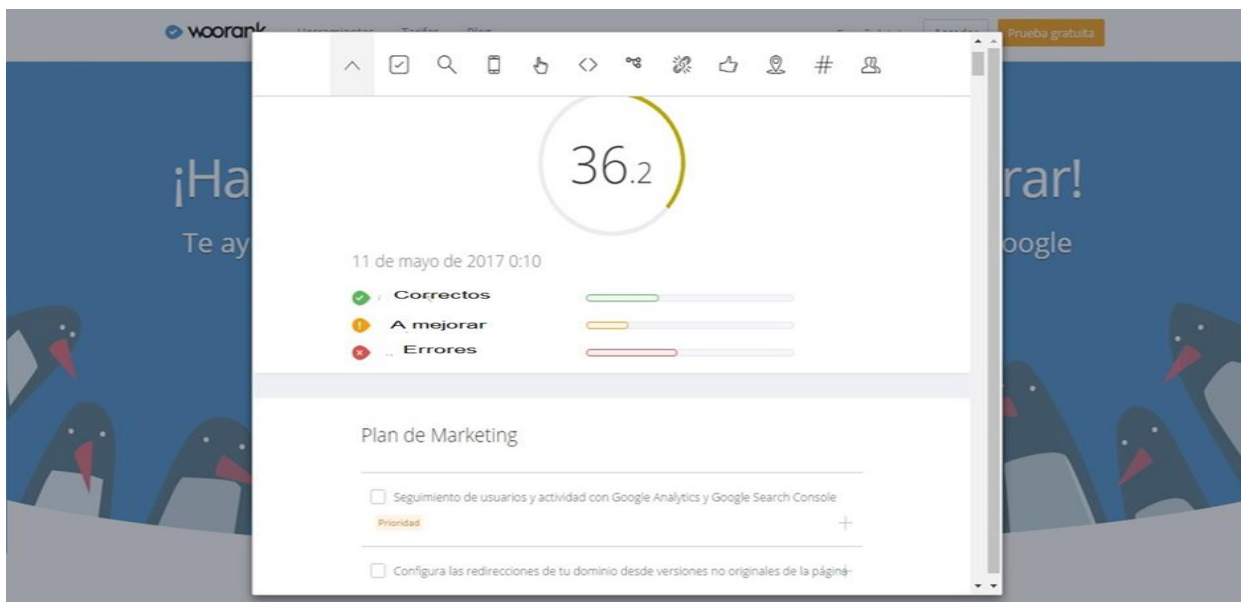 woorank
Prueba gratuita
¡Ha
rar!
Te ay
oogle
36.2
11 de mayo de 2017 0:10
Correctos
A mejorar
Errores
Plan de Marketing
Seguimiento de usuarios y actividad con Google Analytics y Google Search Console
Prioridad
Configura las redirecciones de tu dominio desde versiones no originales de la página